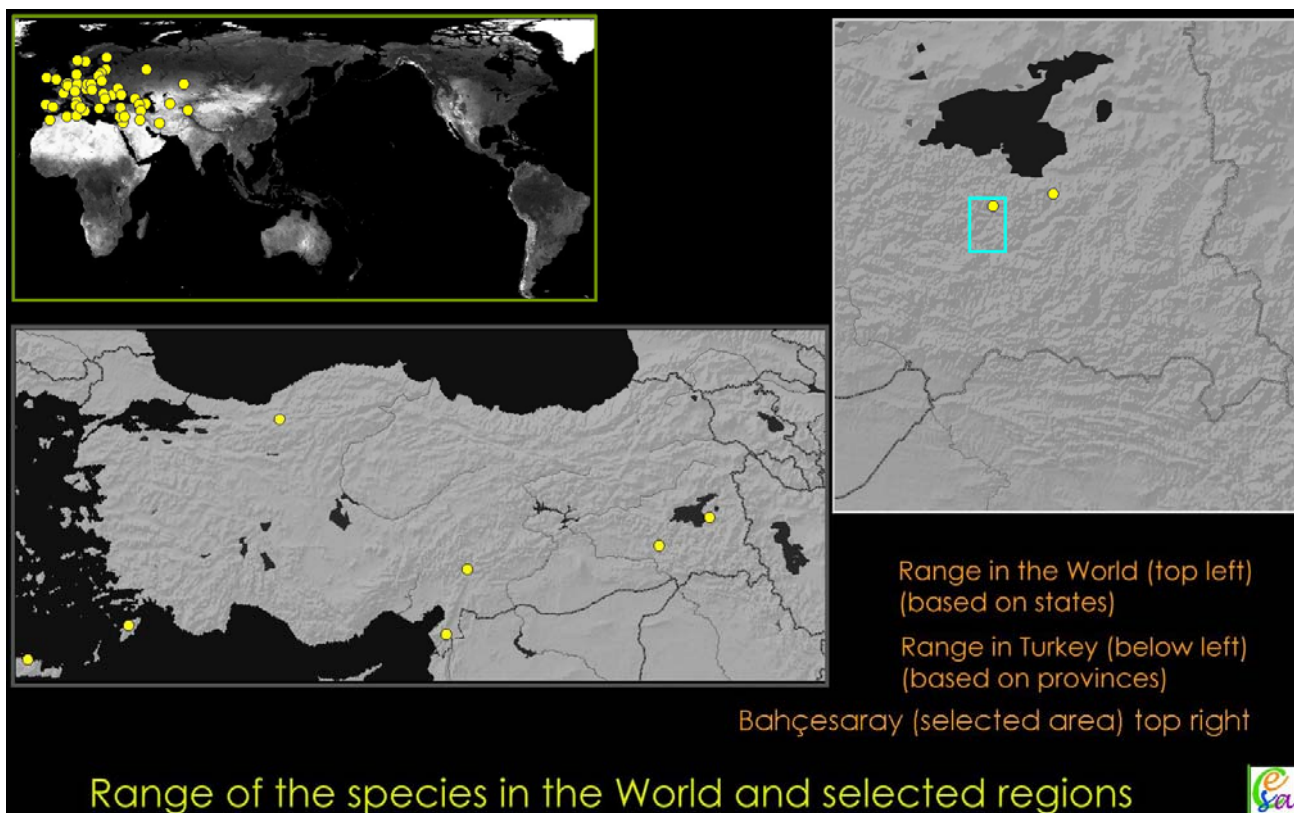 Range in the World (top left)
(based on states)
Range in Turkey (below left)
(based on provinces)
Bahçesaray (selected area) top right
Range of the species in the World and selected regions
Cesa